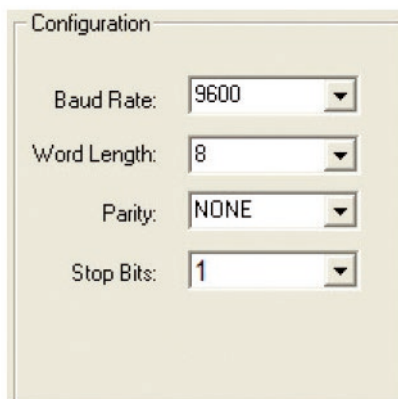 Configuration
Baud Rate: 9600
Word Length: 8
Parity: NONE
Stop Bits: 1